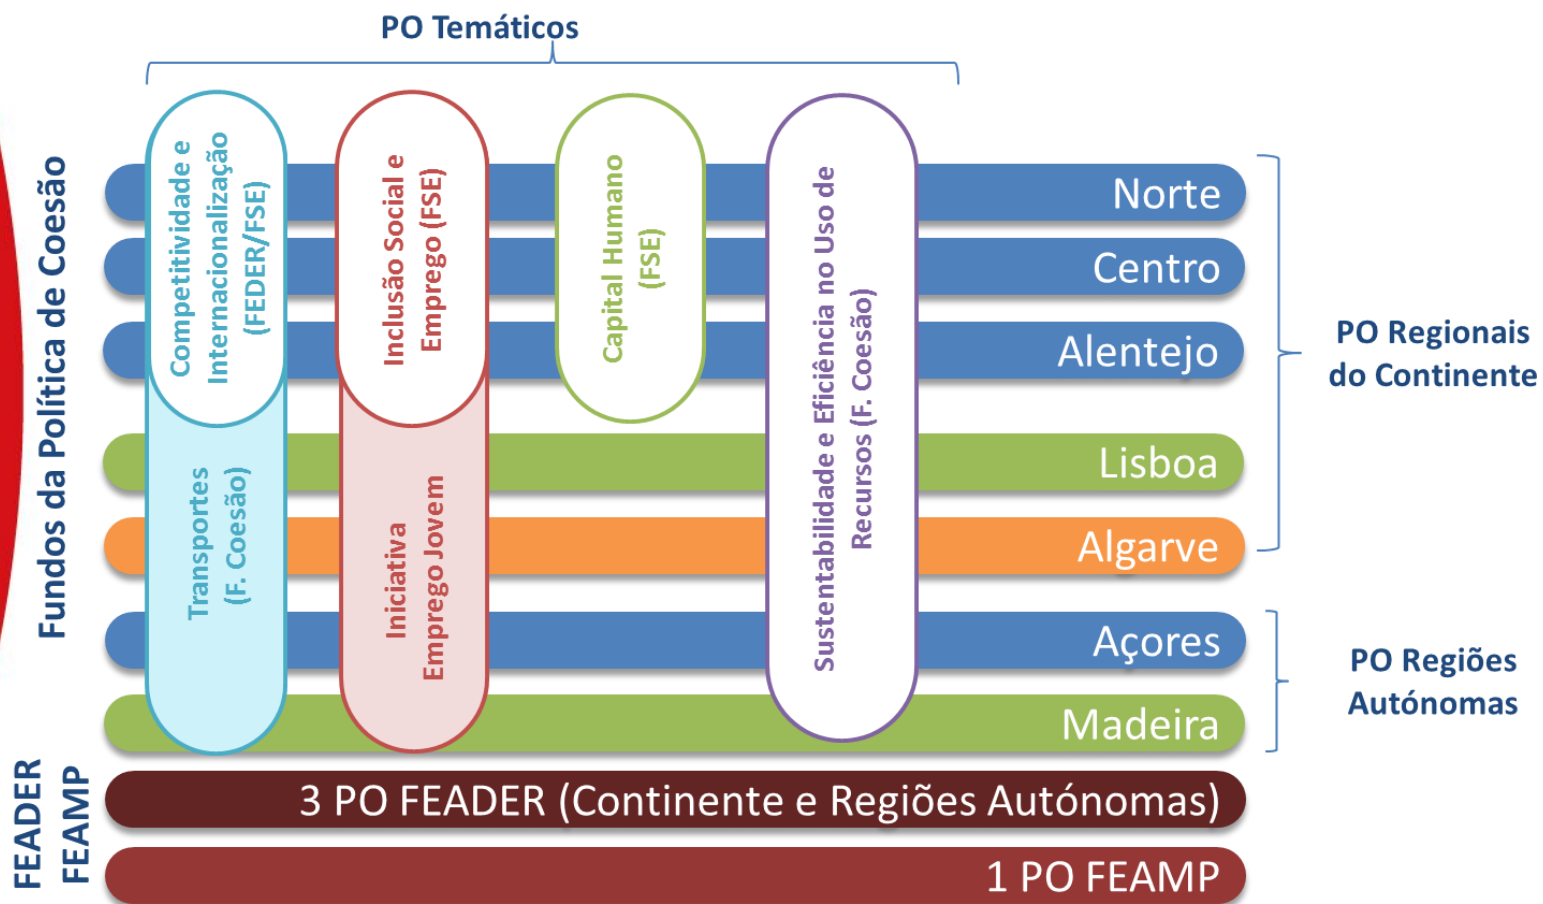 PO Temáticos
Fundos da Política de Coesão
Competitividade e
Internacionalização
(FEDER/FSE)
Transportes
(F. Coesão)
Inclusão Social e
Emprego (FSE)
Iniciativa
Emprego Jovem
Capital Humano
(FSE)
Sustentabilidade e Eficiência no Uso de
Recursos (F. Coesão)
Norte
Centro
Alentejo
Lisboa
Algarve
Açores
Madeira
PO Regionais
do Continente
PO Regiões
Autónomas
FEADER
FEAMP
3 PO FEADER (Continente e Regiões Autónomas)
1 PO FEAMP